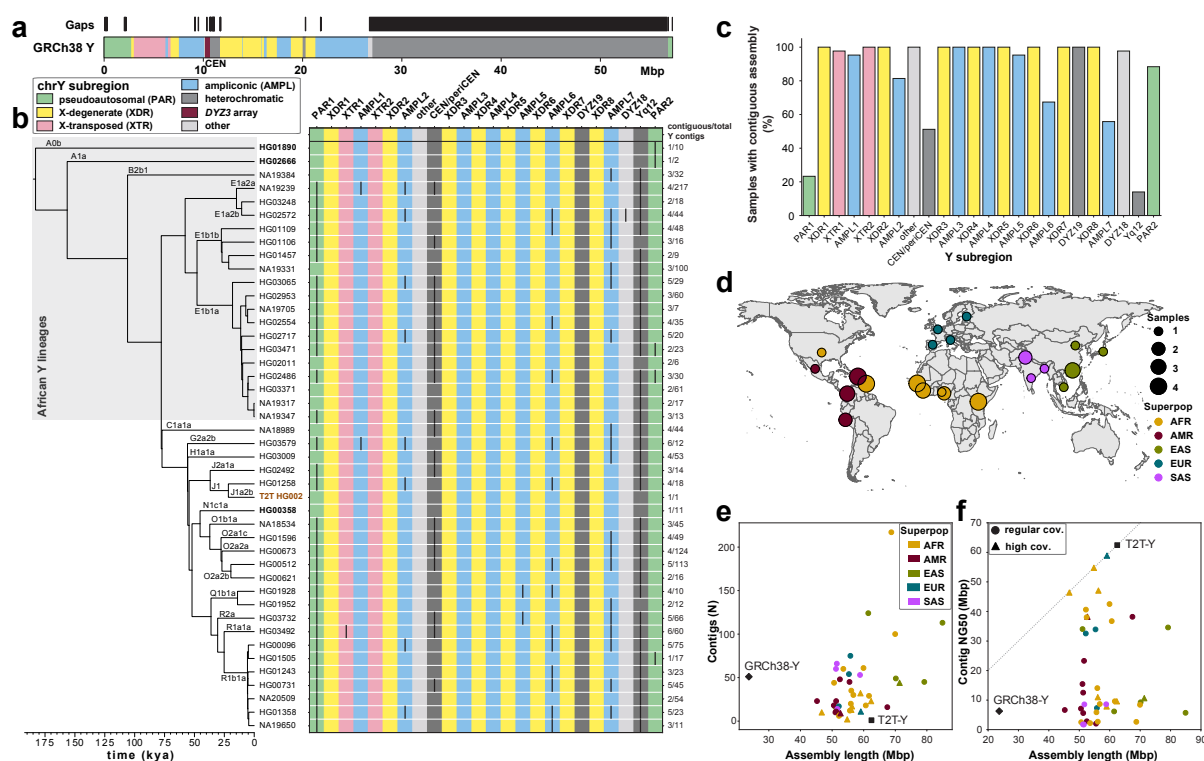 a
Gaps
GRCh38 Y
CEN
0 10 20 30 40 50 Mbp
chrY subregion
pseudoautosomal (PAR)
X-degenerate (XDR)
X-transposed (XTR)
ampliconic (AMPL)
heterochromatic
DYZ3 array
other
b
PAR1 XDR1 XTR1 AMPL1 XTR2 XDR2 AMPL2 other CEN/periCEN XDR3 AMPL3 XDR4 AMPL4 XDR5 AMPL5 XDR6 AMPL6 XDR7 DYZ19 XDR8 AMPL7 DYZ18 Yq12 PAR2
contiguous/total
Y contigs
African Y lineages
A0b HG01890 1/10
A1a HG02666 1/2
B2b1 NA19384 3/32
E1a2a NA19239 4/217
HG03248 2/18
E1a2b HG02572 4/44
HG01109 4/48
E1b1b HG01106 3/16
HG01457 2/9
NA19331 3/100
HG03065 5/29
HG02953 3/60
E1b1a NA19705 3/7
HG02554 4/35
HG02717 5/20
HG03471 2/23
HG02011 2/6
HG02486 3/30
HG03371 2/61
NA19317 2/17
NA19347 3/13
C1a1a NA18989 4/44
G2a2b HG03579 6/12
H1a1a HG03009 4/53
J2a1a HG02492 3/14
J1 HG01258 4/18
J1a2b T2T HG002 1/1
N1c1a HG00358 1/11
O1b1a NA18534 3/45
O2a1c HG01596 4/49
O2a2a HG00673 4/124
HG00512 5/113
O2a2b HG00621 2/16
Q1b1a HG01928 4/10
HG01952 2/12
R2a HG03732 5/66
R1a1a HG03492 6/60
HG00096 5/75
HG01505 1/17
R1b1a HG01243 3/23
HG00731 5/45
NA20509 2/54
HG01358 5/23
NA19650 3/11
185 150 125 100 75 50 25 0
time (kya)
c
Samples with contiguous assembly
(%)
100
80
60
40
20
0
PAR1 XDR1 XTR1 AMPL1 XTR2 XDR2 AMPL2 other CEN/periCEN XDR3 AMPL3 XDR4 AMPL4 XDR5 AMPL5 XDR6 AMPL6 XDR7 DYZ19 XDR8 AMPL7 DYZ18 Yq12 PAR2
Y subregion
d
Samples
1
2
3
4
Superpop
AFR
AMR
EAS
EUR
SAS
e
Contigs (N)
200
150
100
50
0
Superpop
AFR
AMR
EAS
EUR
SAS
GRCh38-Y
T2T-Y
30 40 50 60 70 80
Assembly length (Mbp)
f
Contig NG50 (Mbp)
70
60
50
40
30
20
10
0
regular cov.
high cov.
T2T-Y
GRCh38-Y
20 30 40 50 60 70 80
Assembly length (Mbp)